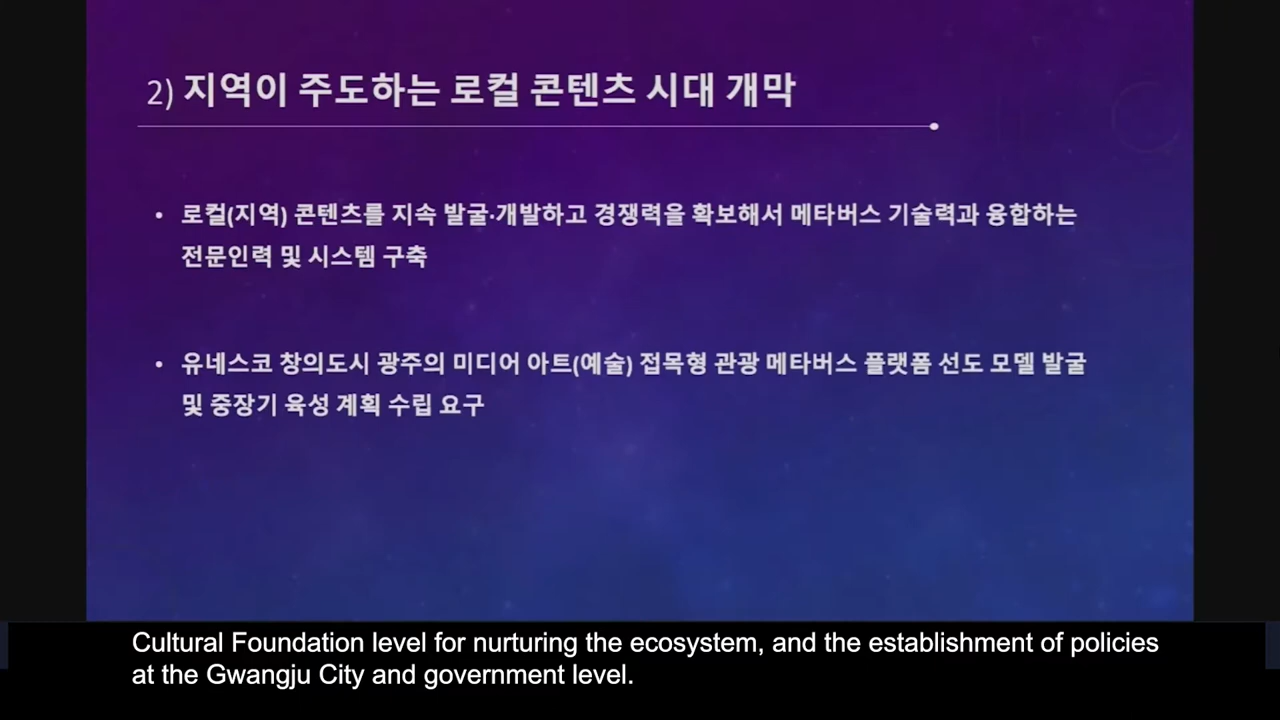 2) 지역이 주도하는 로컬 콘텐츠 시대 개막
• 로컬(지역) 콘텐츠를 지속 발굴·개발하고 경쟁력을 확보해서 메타버스 기술력과 융합하는
전문인력 및 시스템 구축
• 유네스코 창의도시 광주의 미디어 아트(예술) 접목형 관광 메타버스 플랫폼 선도 모델 발굴
및 중장기 육성 계획 수립 요구
Cultural Foundation level for nurturing the ecosystem, and the establishment of policies
at the Gwangju City and government level.